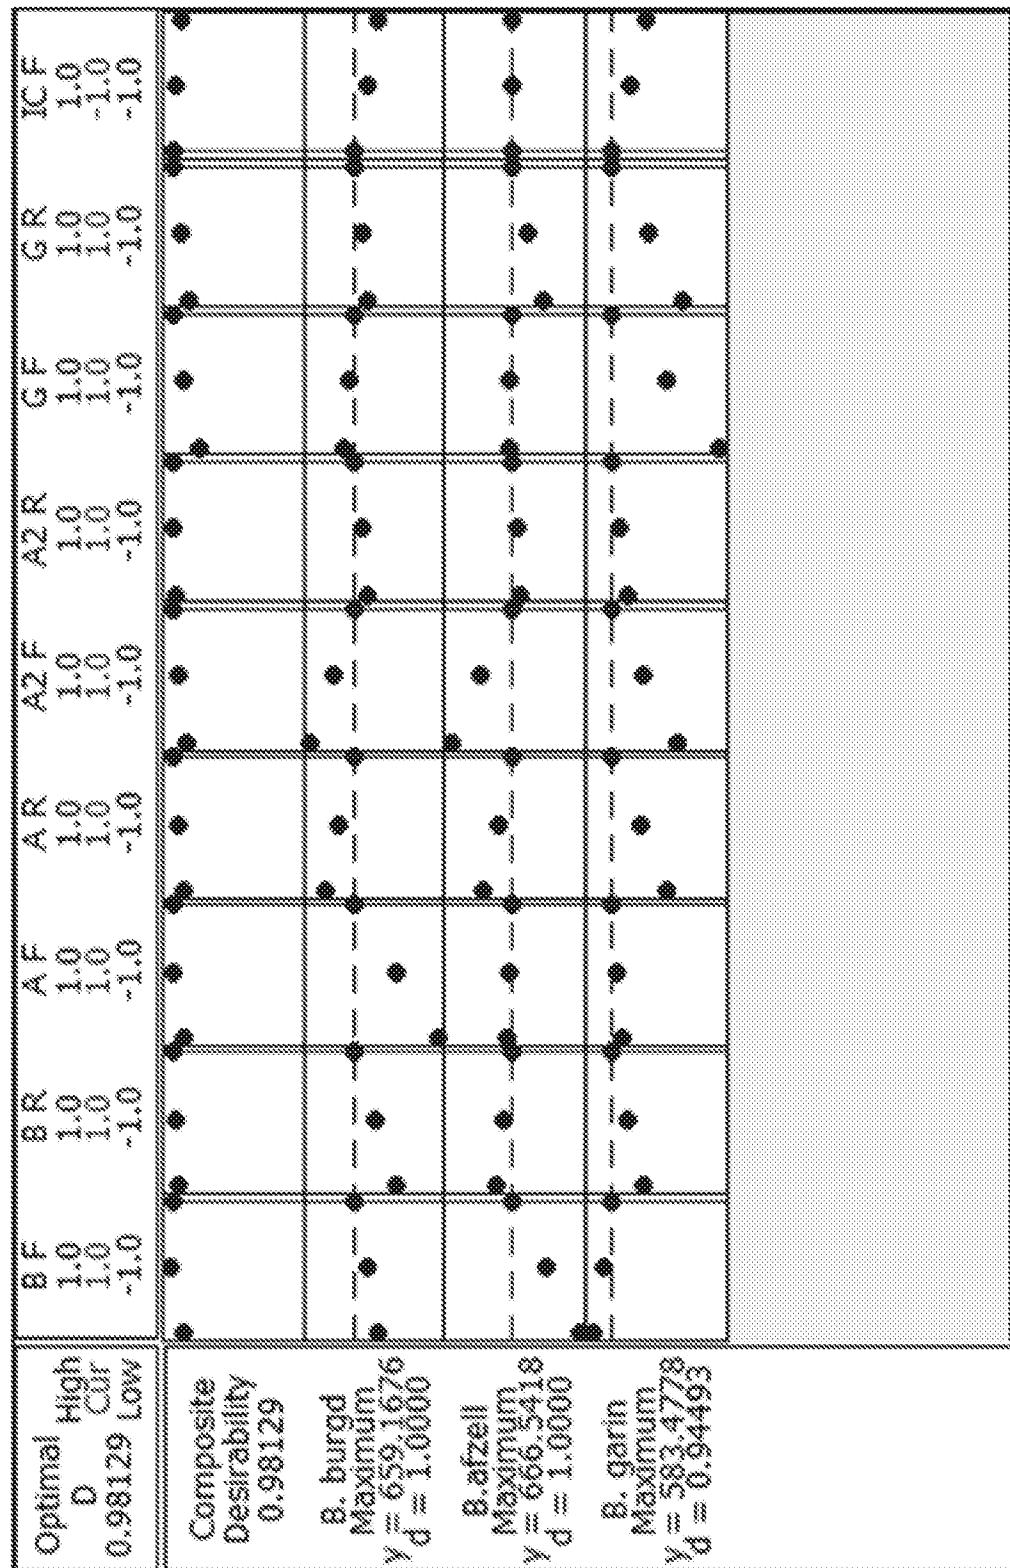 Optimal B F B R A F A R A2 F A2 R G F G R IC F
High 1.0 1.0 1.0 1.0 1.0 1.0 1.0 1.0 1.0
D Cur 1.0 1.0 1.0 1.0 1.0 1.0 1.0 1.0 -1.0
0.98129 Low -1.0 -1.0 -1.0 -1.0 -1.0 -1.0 -1.0 -1.0 -1.0
Composite
Desirability
0.98129
B. burgd
Maximum
y = 659.1676
d = 1.0000
B.afzell
Maximum
y = 666.5418
d = 1.0000
B. garin
Maximum
y = 583.4778
d = 0.94493